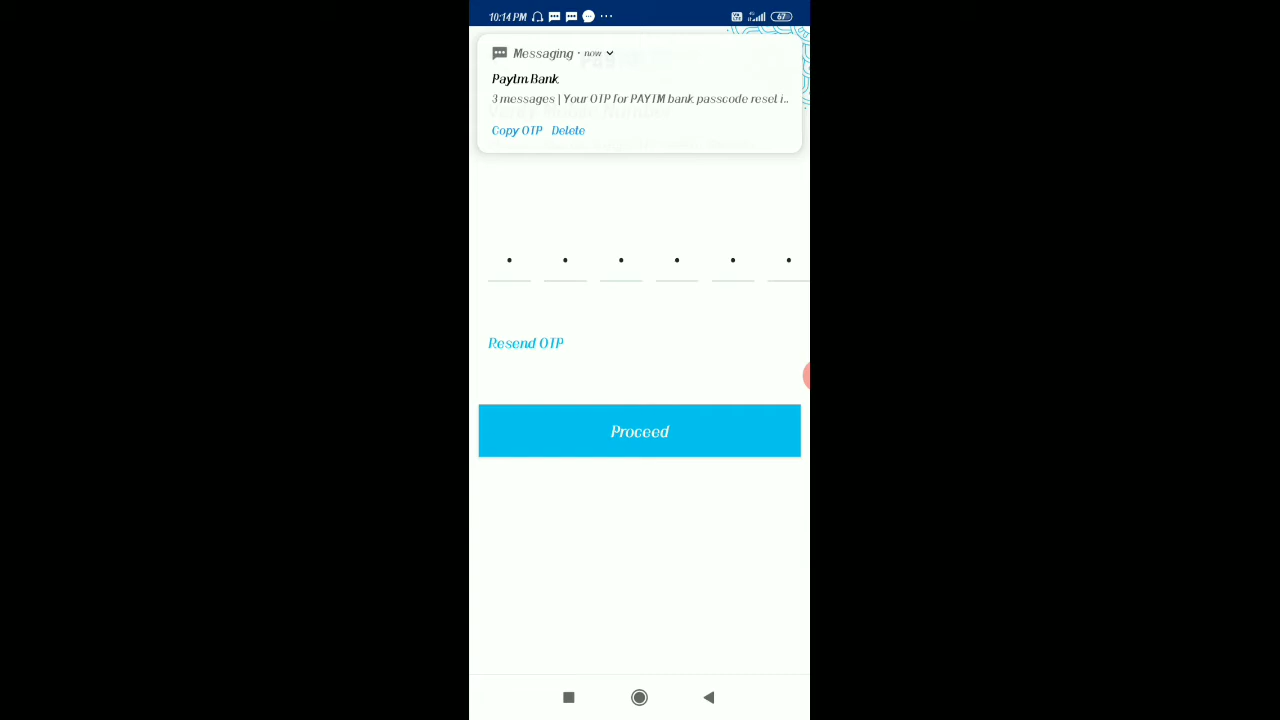 10:14 PM 67
Messaging · now
Paytm Bank
3 messages | Your OTP for PAYTM bank passcode reset i..
Copy OTP Delete
Resend OTP
Proceed